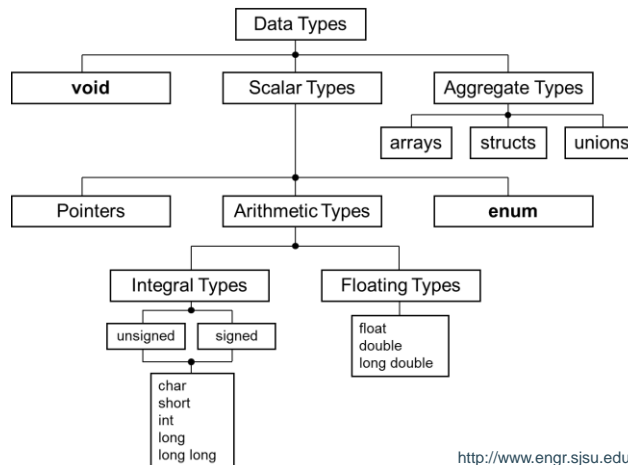 Data Types
void
Scalar Types
Aggregate Types
arrays
structs
unions
Pointers
Arithmetic Types
enum
Integral Types
Floating Types
unsigned
signed
float
double
long double
char
short
int
long
long long
http://www.engr.sjsu.edu